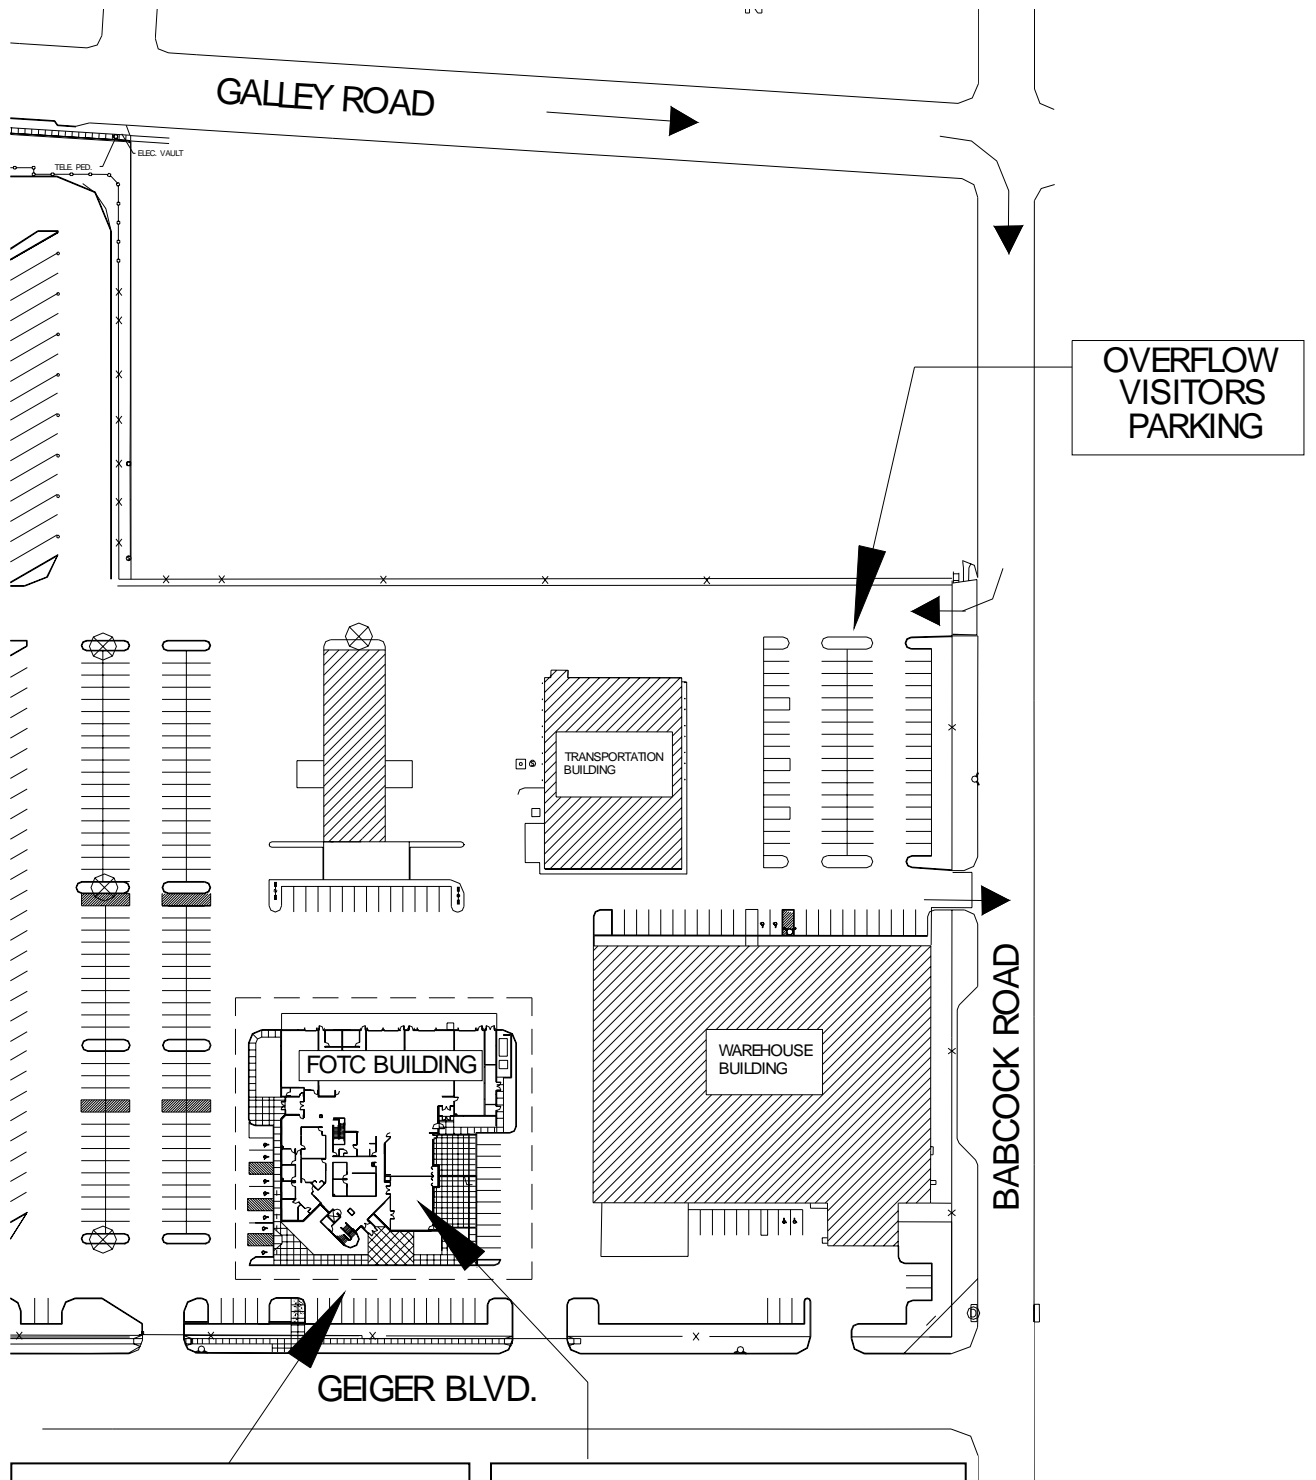 GALLEY ROAD
ELEC. VAULT
TELE. PED.
OVERFLOW
VISITORS
PARKING
TRANSPORTATION
BUILDING
BABCOCK ROAD
WAREHOUSE
BUILDING
FOTC BUILDING
GEIGER BLVD.